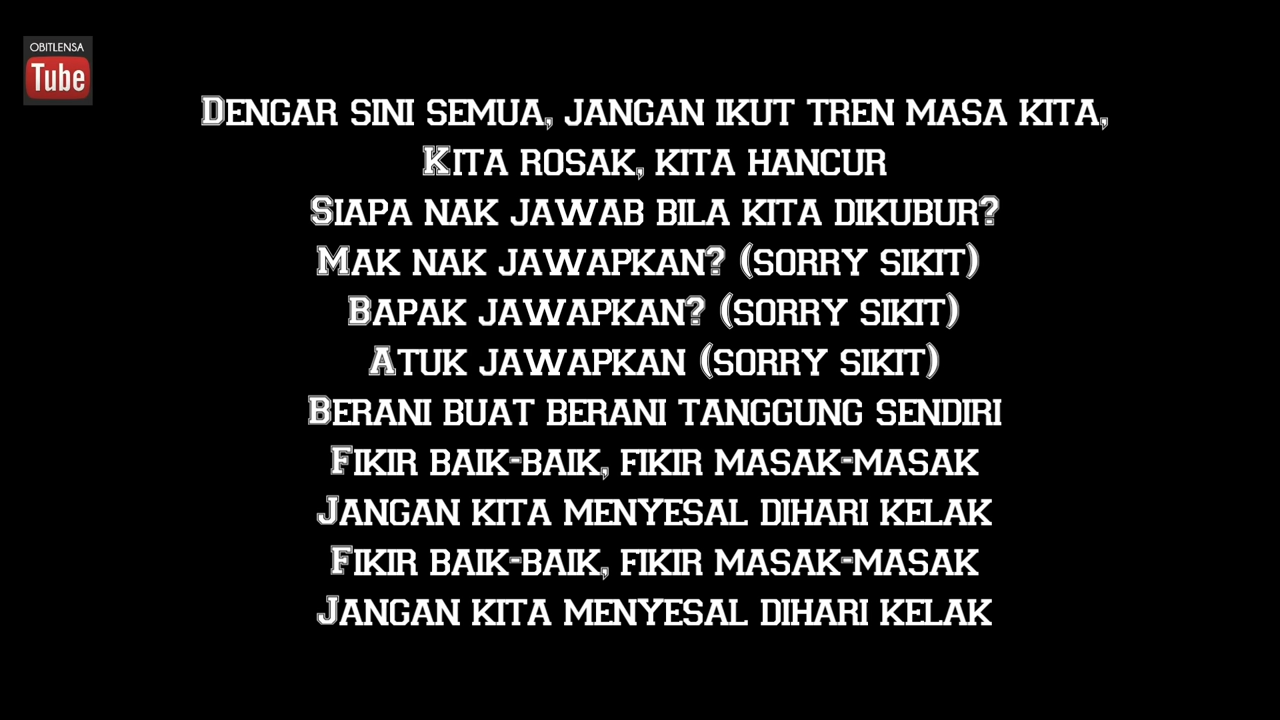 OBITLENSA
Tube
DENGAR SINI SEMUA, JANGAN IKUT TREN MASA KITA,
KITA ROSAK, KITA HANCUR
SIAPA NAK JAWAB BILA KITA DIKUBUR?
MAK NAK JAWAPKAN? (SORRY SIKIT)
BAPAK JAWAPKAN? (SORRY SIKIT)
ATUK JAWAPKAN (SORRY SIKIT)
BERANI BUAT BERANI TANGGUNG SENDIRI
FIKIR BAIK-BAIK, FIKIR MASAK-MASAK
JANGAN KITA MENYESAL DIHARI KELAK
FIKIR BAIK-BAIK, FIKIR MASAK-MASAK
JANGAN KITA MENYESAL DIHARI KELAK